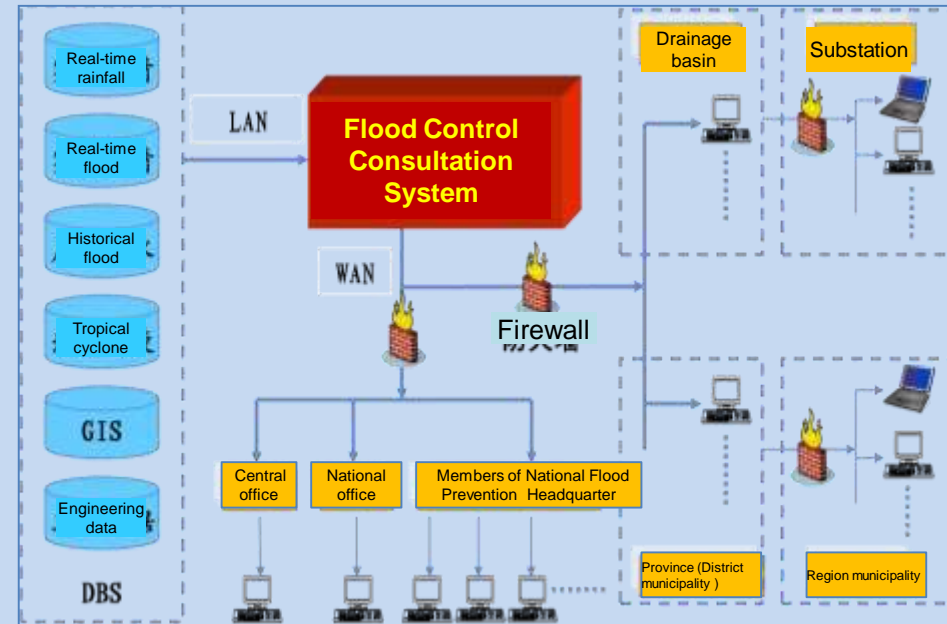 Real-time
rainfall
Real-time
flood
Historical
flood
Tropical
cyclone
GIS
Engineering
data
DBS
LAN
Flood Control
Consultation
System
WAN
Firewall
Central
office
National
office
Members of National Flood
Prevention Headquarter
Drainage
basin
Substation
Province (District
municipality )
Region municipality